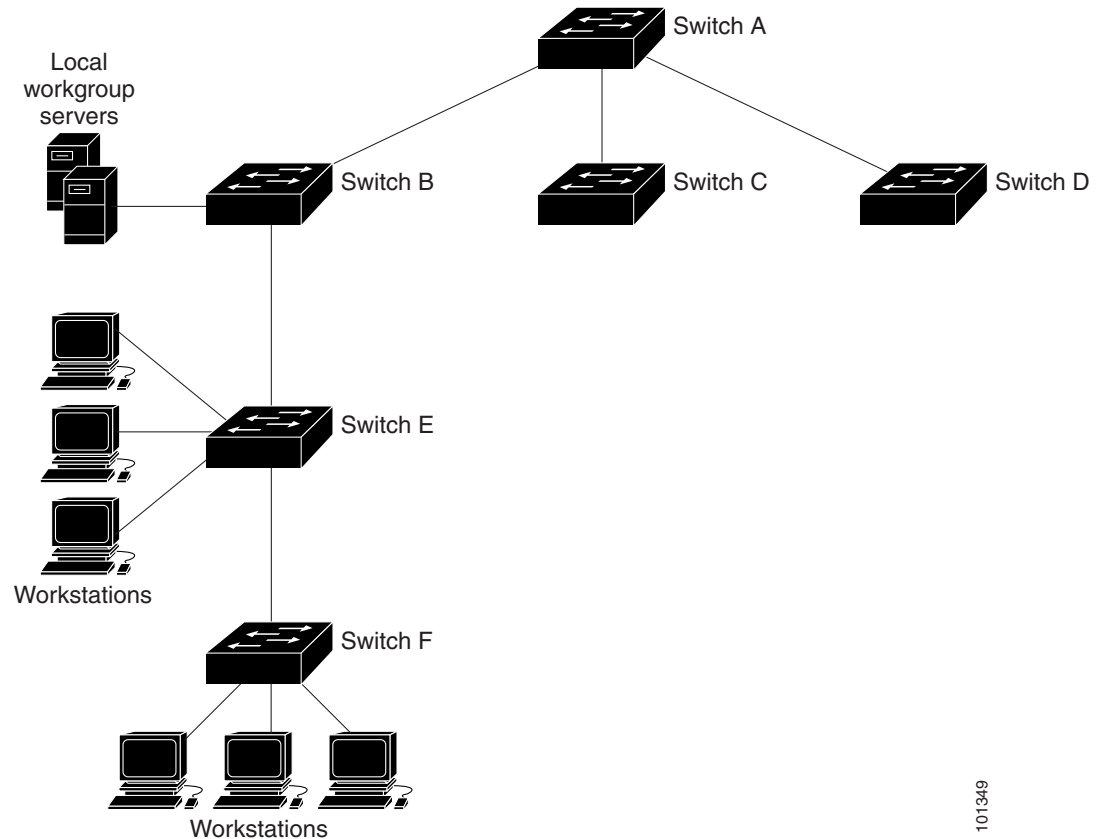 Switch A
Local
workgroup
servers
Switch B
Switch C
Switch D
Switch E
Workstations
Switch F
Workstations
101349